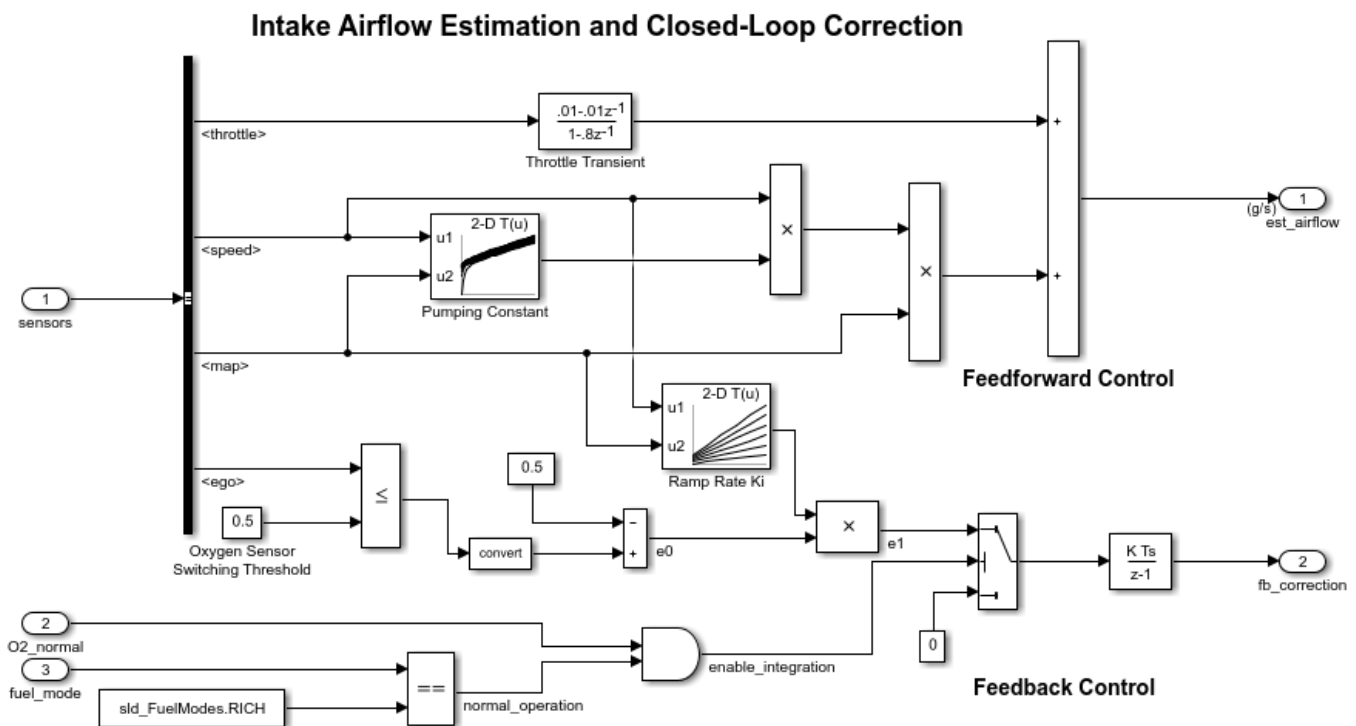 Intake Airflow Estimation and Closed-Loop Correction
.01-.01z-1
1-.8z-1
<throttle>
Throttle Transient
+
2-D T(u)
u1
u2
<speed>
Pumping Constant
×
×
+
1
(g/s)
est_airflow
1
sensors
<map>
Feedforward Control
2-D T(u)
u1
u2
Ramp Rate Ki
<ego>
≤
0.5
0.5
Oxygen Sensor
Switching Threshold
convert
−
+
e0
×
e1
K Ts
z-1
2
fb_correction
0
2
O2_normal
3
fuel_mode
==
enable_integration
normal_operation
sld_FuelModes.RICH
Feedback Control